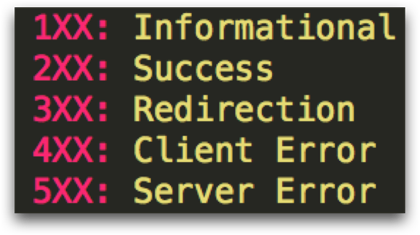 1XX: Informational
2XX: Success
3XX: Redirection
4XX: Client Error
5XX: Server Error